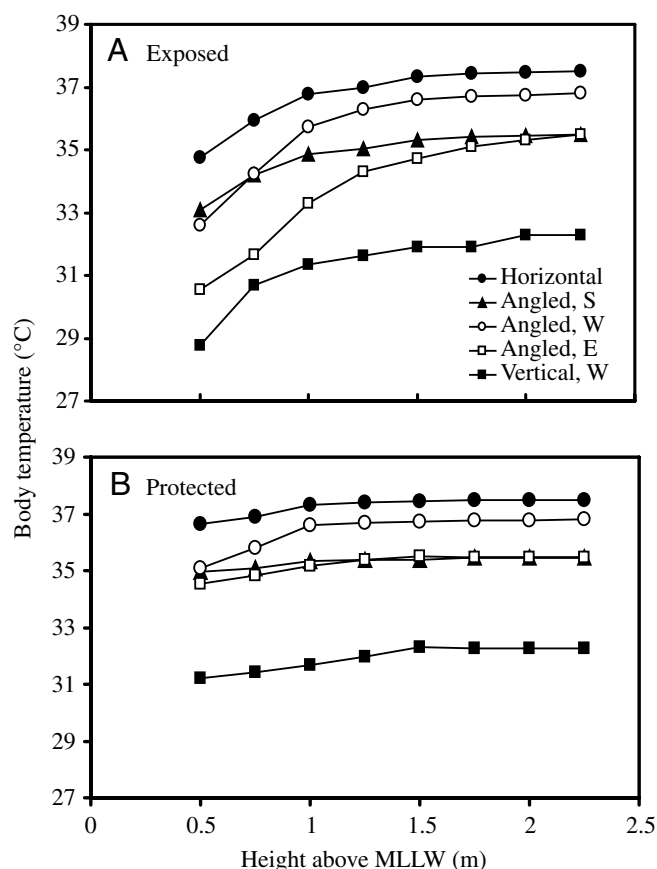 39
A Exposed
37
35
33
31
29
27
Horizontal
Angled, S
Angled, W
Angled, E
Vertical, W
Body temperature (°C)
39
B Protected
37
35
33
31
29
27
0 0.5 1 1.5 2 2.5
Height above MLLW (m)